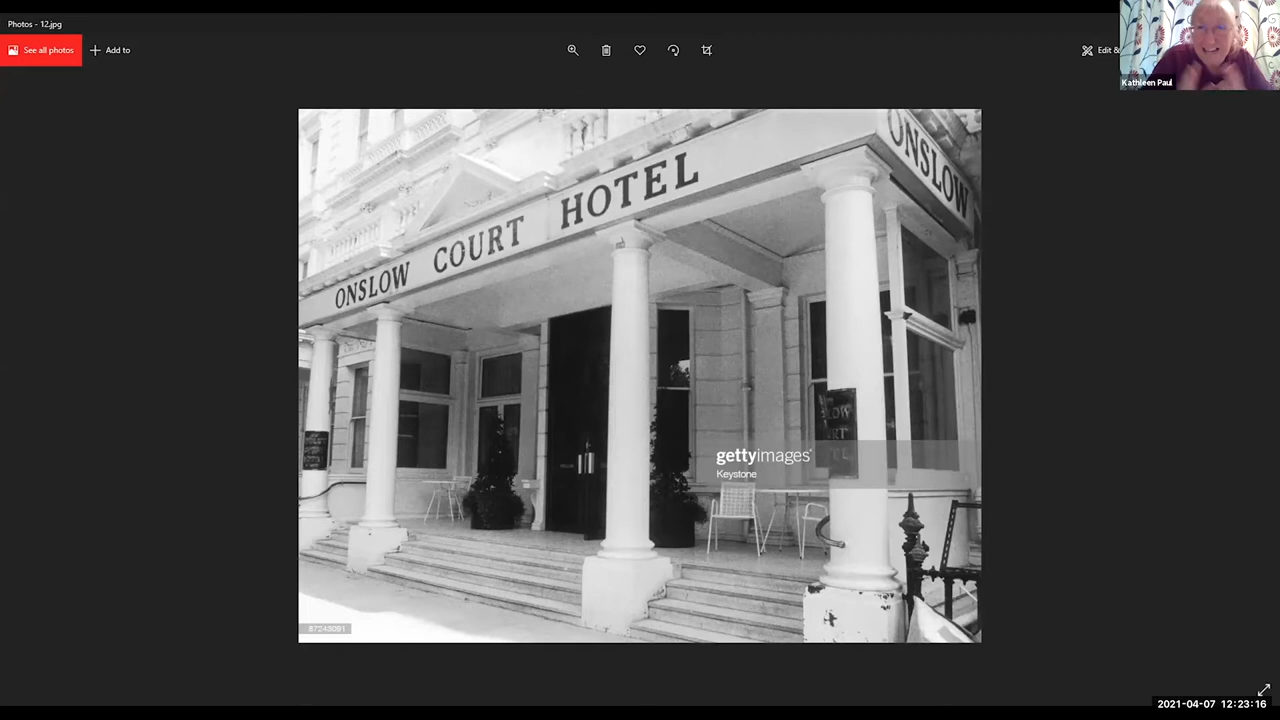 Photos - 12.jpg
See all photos
Add to
Edit &
Kathleen Paul
ONSLOW COURT HOTEL
ONSLOW
gettyimages
Keystone
2021-04-07 12:23:16